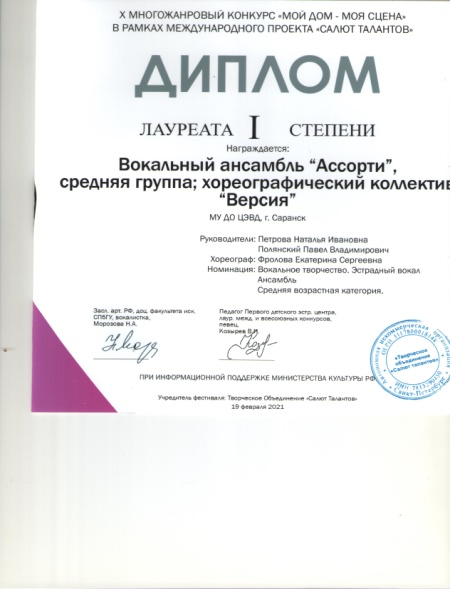 X МНОГОЖАНРОВЫЙ КОНКУРС «МОЙ ДОМ - МОЯ СЦЕНА»
В РАМКАХ МЕЖДУНАРОДНОГО ПРОЕКТА «САЛЮТ ТАЛАНТОВ»
ДИПЛОМ
ЛАУРЕАТА I СТЕПЕНИ
Награждается:
Вокальный ансамбль “Ассорти”,
средняя группа; хореографический коллектив
“Версия”
МУ ДО ЦЭВД, г. Саранск
Руководители: Петрова Наталья Ивановна
Полянский Павел Владимирович
Хореограф: Фролова Екатерина Сергеевна
Номинация: Вокальное творчество. Эстрадный вокал
Ансамбль
Средняя возрастная категория.
Засл. арт. РФ, доц. факультета иск.
СПБГУ, вокалистка,
Морозова Н.А.
Педагог Первого детского эстр. центра,
лаур. межд. и всесоюзных конкурсов,
певец,
Козырев В.И.
«Творческое
объединение
«Салют талантов»
Санкт-Петербург
ПРИ ИНФОРМАЦИОННОЙ ПОДДЕРЖКЕ МИНИСТЕРСТВА КУЛЬТУРЫ РФ
Учредитель фестиваля: Творческое Объединение «Салют Талантов»
19 февраля 2021